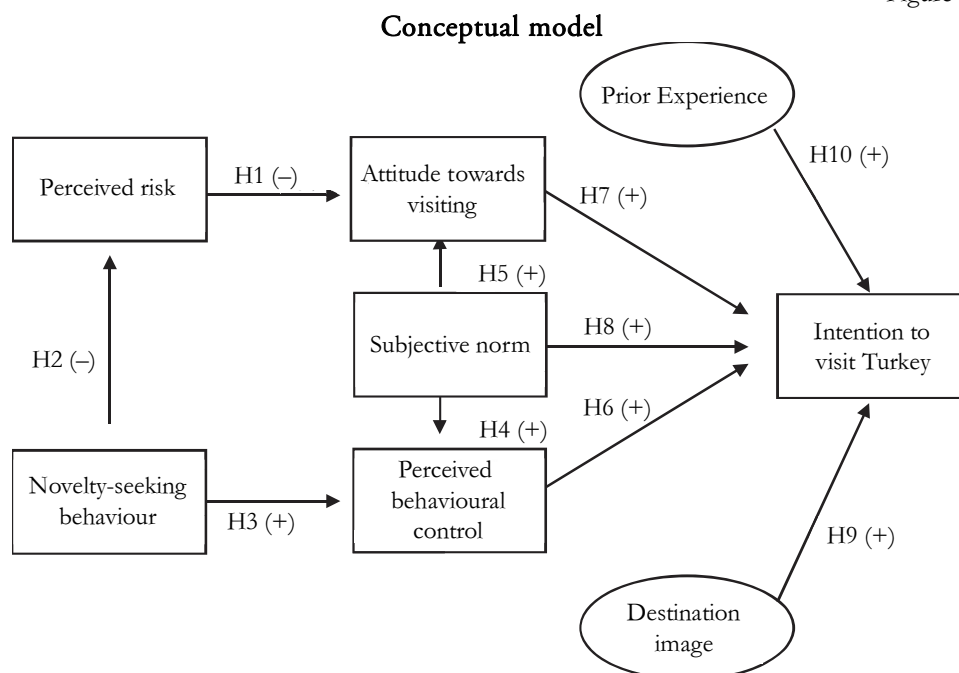 Figure
Conceptual model
Prior Experience
H10 (+)
Perceived risk
H1 (–)
Attitude towards
visiting
H7 (+)
H5 (+)
H2 (–)
Subjective norm
H8 (+)
Intention to
visit Turkey
H6 (+)
H4 (+)
Novelty-seeking
behaviour
H3 (+)
Perceived
behavioural
control
H9 (+)
Destination
image